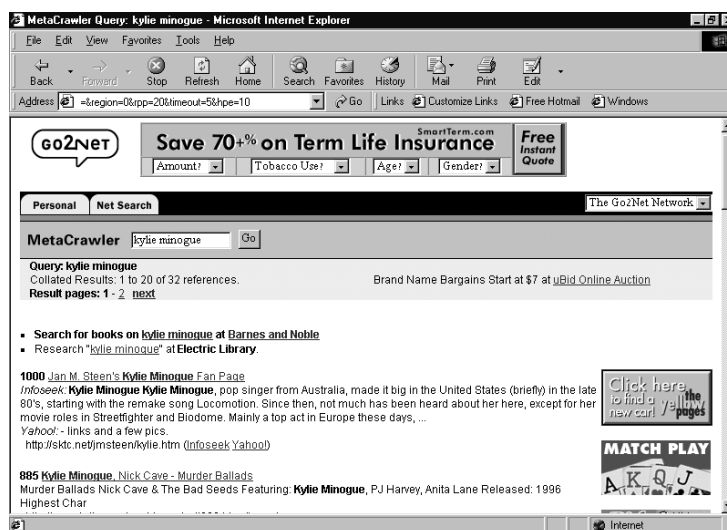 MetaCrawler Query: kylie minogue - Microsoft Internet Explorer
File Edit View Favorites Tools Help
Back Forward Stop Refresh Home Search Favorites History Mail Print Edit
Address =&region=0&rpp=20&timeout=5&hpe=10 Go Links Customize Links Free Hotmail Windows
GO2NET
SmartTerm.com
Save 70+% on Term Life Insurance
Free Instant Quote
Amount? Tobacco Use? Age? Gender?
Personal Net Search The Go2Net Network
MetaCrawler kylie minogue Go
Query: kylie minogue
Collated Results: 1 to 20 of 32 references. Brand Name Bargains Start at $7 at uBid Online Auction
Result pages: 1 - 2 next
Search for books on kylie minogue at Barnes and Noble
Research "kylie minogue" at Electric Library.
1000 Jan M. Steen's Kylie Minogue Fan Page
Infoseek: Kylie Minogue Kylie Minogue, pop singer from Australia, made it big in the United States (briefly) in the late
80's, starting with the remake song Locomotion. Since then, not much has been heard about her here, except for her
movie roles in Streetfighter and Biodome. Mainly a top act in Europe these days, ...
Yahoo!: - links and a few pics.
http://sktc.net/jmsteen/kylie.htm (Infoseek Yahoo!)
Click here
to find a
new car!
the
yellow
pages
MATCH PLAY
A K Q J
885 Kylie Minogue, Nick Cave - Murder Ballads
Murder Ballads Nick Cave & The Bad Seeds Featuring: Kylie Minogue, PJ Harvey, Anita Lane Released: 1996
Highest Char
Internet